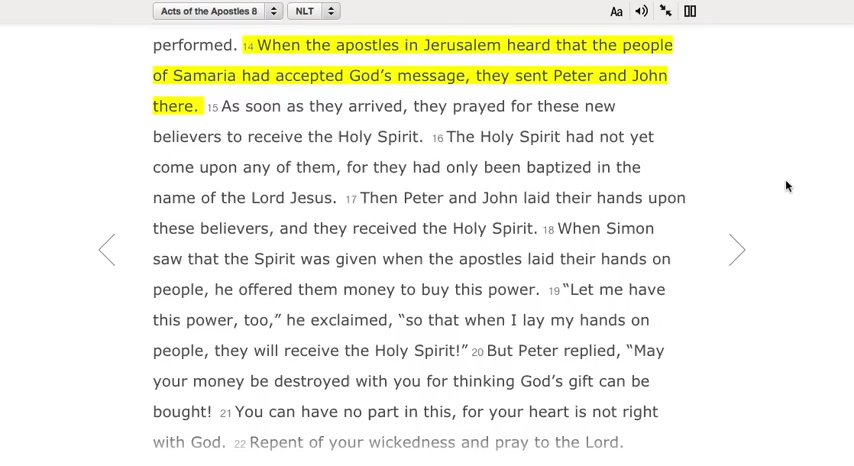 Acts of the Apostles 8 NLT Aa
performed. 14 When the apostles in Jerusalem heard that the people
of Samaria had accepted God’s message, they sent Peter and John
there. 15 As soon as they arrived, they prayed for these new
believers to receive the Holy Spirit. 16 The Holy Spirit had not yet
come upon any of them, for they had only been baptized in the
name of the Lord Jesus. 17 Then Peter and John laid their hands upon
these believers, and they received the Holy Spirit. 18 When Simon
saw that the Spirit was given when the apostles laid their hands on
people, he offered them money to buy this power. 19 “Let me have
this power, too,” he exclaimed, “so that when I lay my hands on
people, they will receive the Holy Spirit!” 20 But Peter replied, “May
your money be destroyed with you for thinking God’s gift can be
bought! 21 You can have no part in this, for your heart is not right
with God. 22 Repent of your wickedness and pray to the Lord.